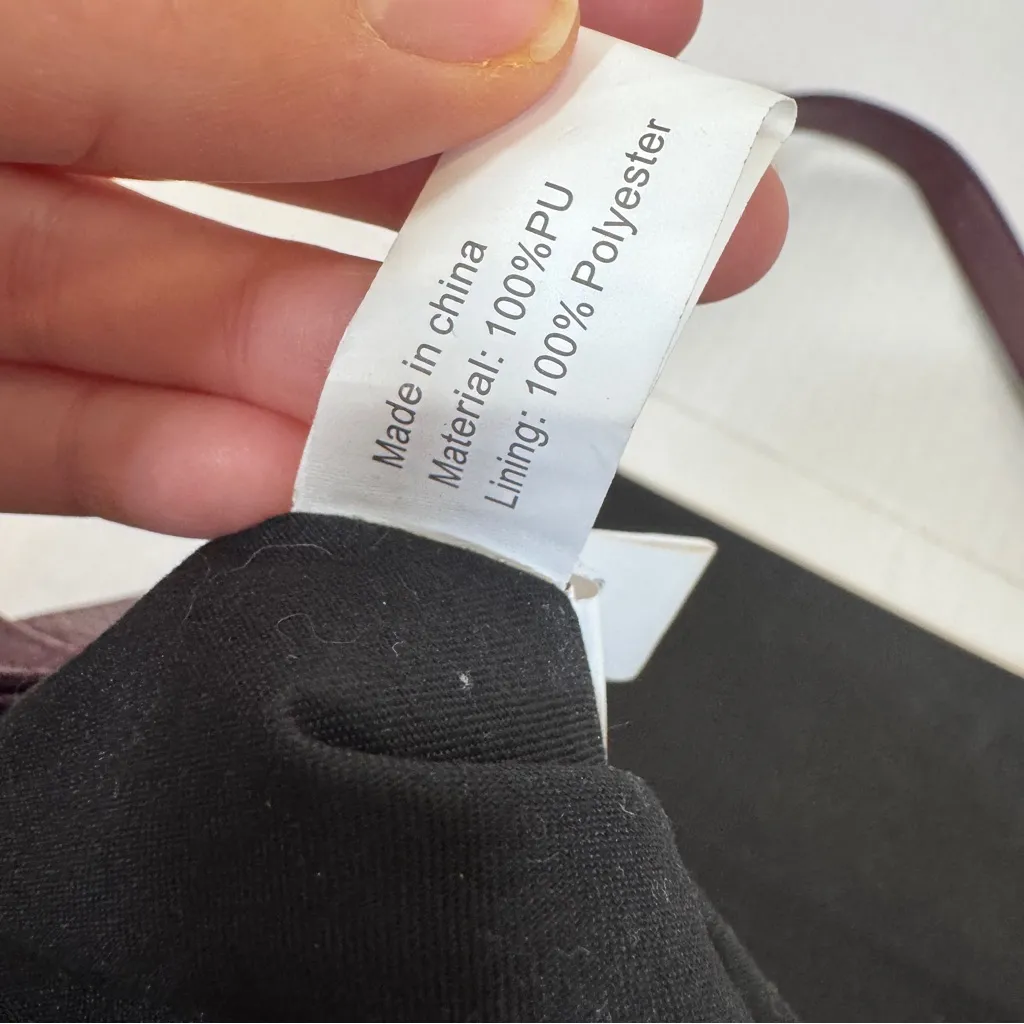 Made in china
Material: 100%PU
Lining: 100% Polyester